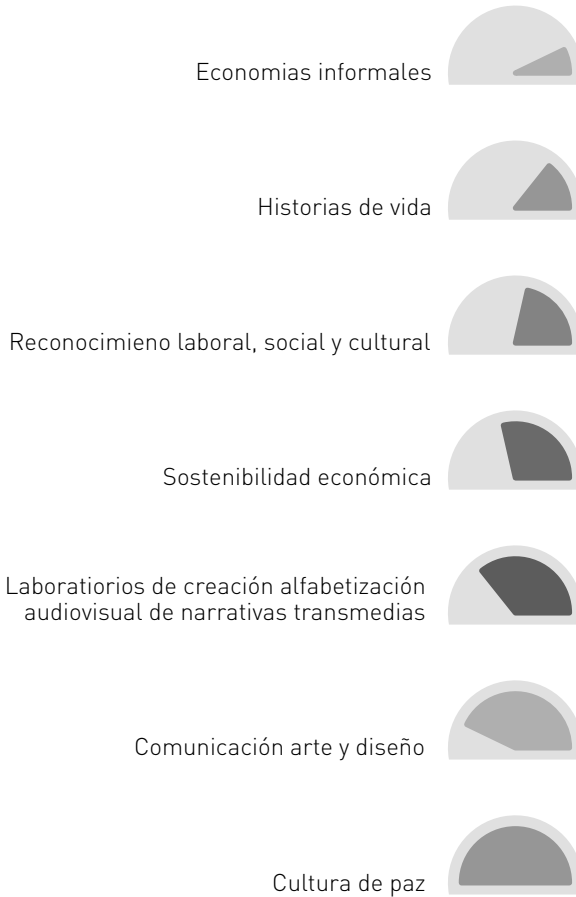 Economias informales
Historias de vida
Reconocimieno laboral, social y cultural
Sostenibilidad económica
Laboratiorios de creación alfabetización
audiovisual de narrativas transmedias
Comunicación arte y diseño
Cultura de paz